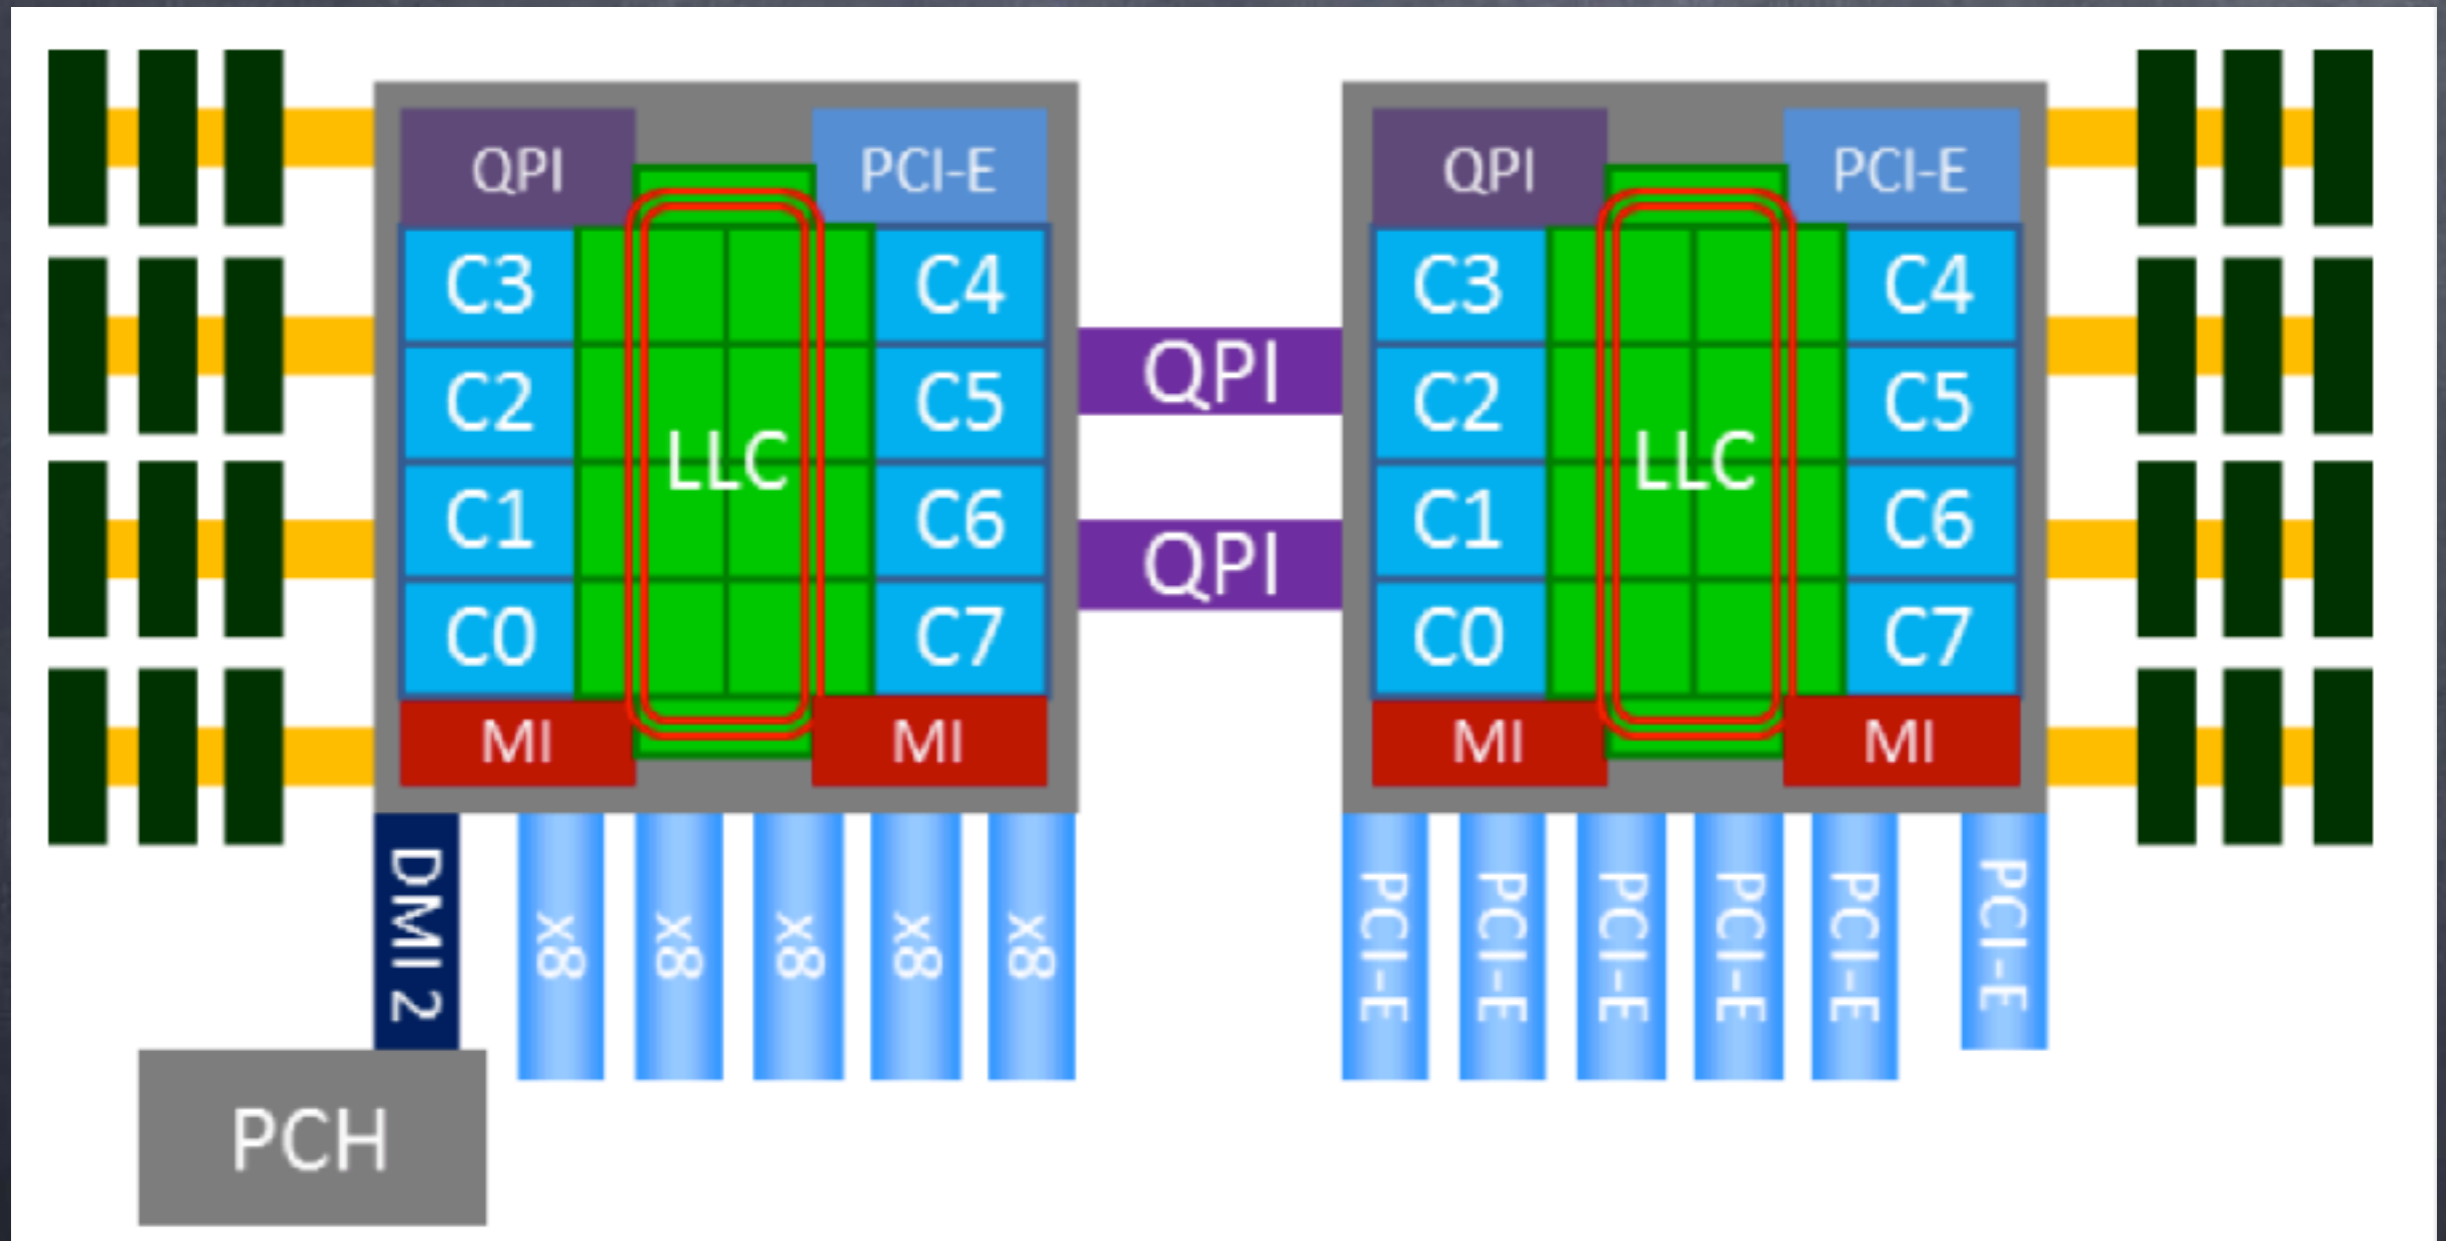 QPI
PCI-E
C3
C4
C2
C5
LLC
C1
C6
C0
C7
MI
MI
QPI
QPI
QPI
PCI-E
C3
C4
C2
C5
LLC
C1
C6
C0
C7
MI
MI
DMI 2
x8
x8
x8
x8
x8
PCI-E
PCI-E
PCI-E
PCI-E
PCI-E
PCI-E
PCH